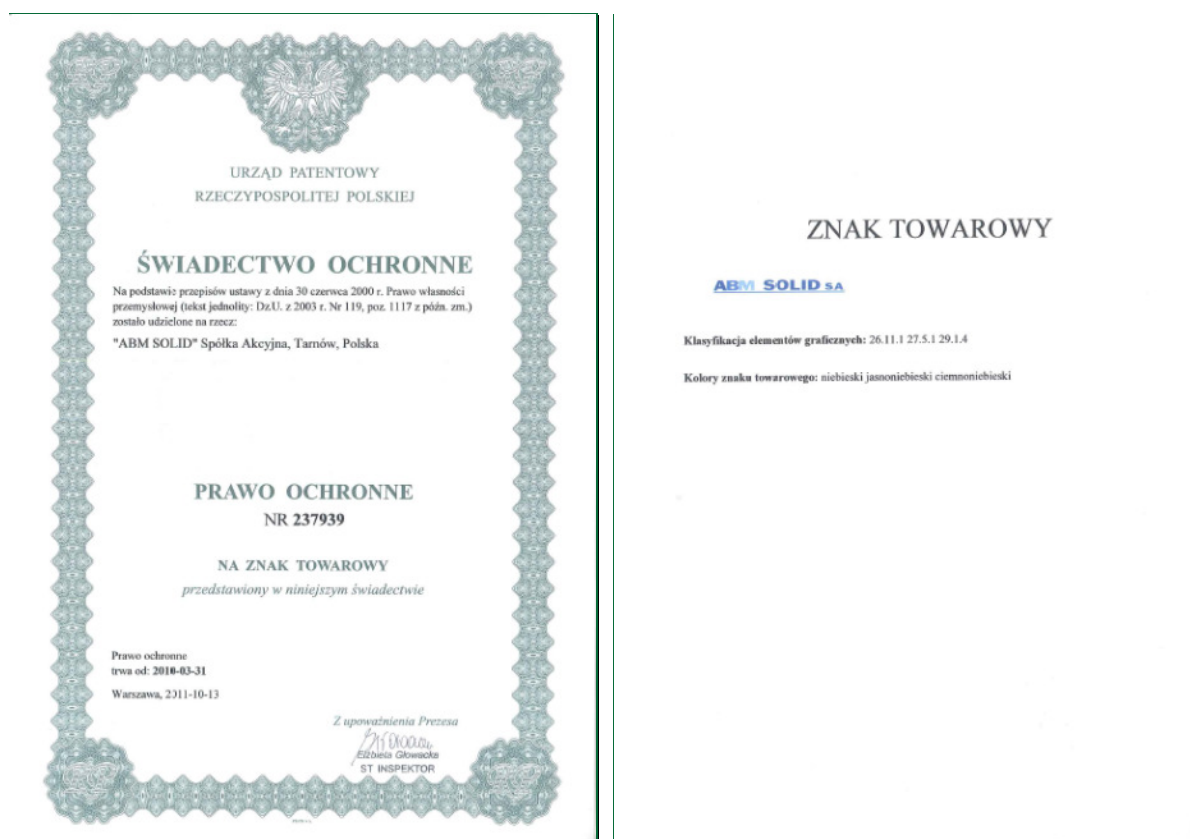 URZĄD PATENTOWY
RZECZYPOSPOLITEJ POLSKIEJ
ŚWIADECTWO OCHRONNE
Na podstawie przepisów ustawy z dnia 30 czerwca 2000 r. Prawo własności
przemysłowej (tekst jednolity: Dz.U. z 2003 r. Nr 119, poz. 1117 z późn. zm.)
zostało udzielone na rzecz:
"ABM SOLID" Spółka Akcyjna, Tarnów, Polska
PRAWO OCHRONNE
NR 237939
NA ZNAK TOWAROWY
przedstawiony w niniejszym świadectwie
Prawo ochronne
trwa od: 2010-03-31
Warszawa, 2011-10-13
Z upoważnienia Prezesa
Elżbieta Głowacka
ST INSPEKTOR
ZNAK TOWAROWY
ABM SOLID SA
Klasyfikacja elementów graficznych: 26.11.1 27.5.1 29.1.4
Kolory znaku towarowego: niebieski jasnoniebieski ciemnoniebieski